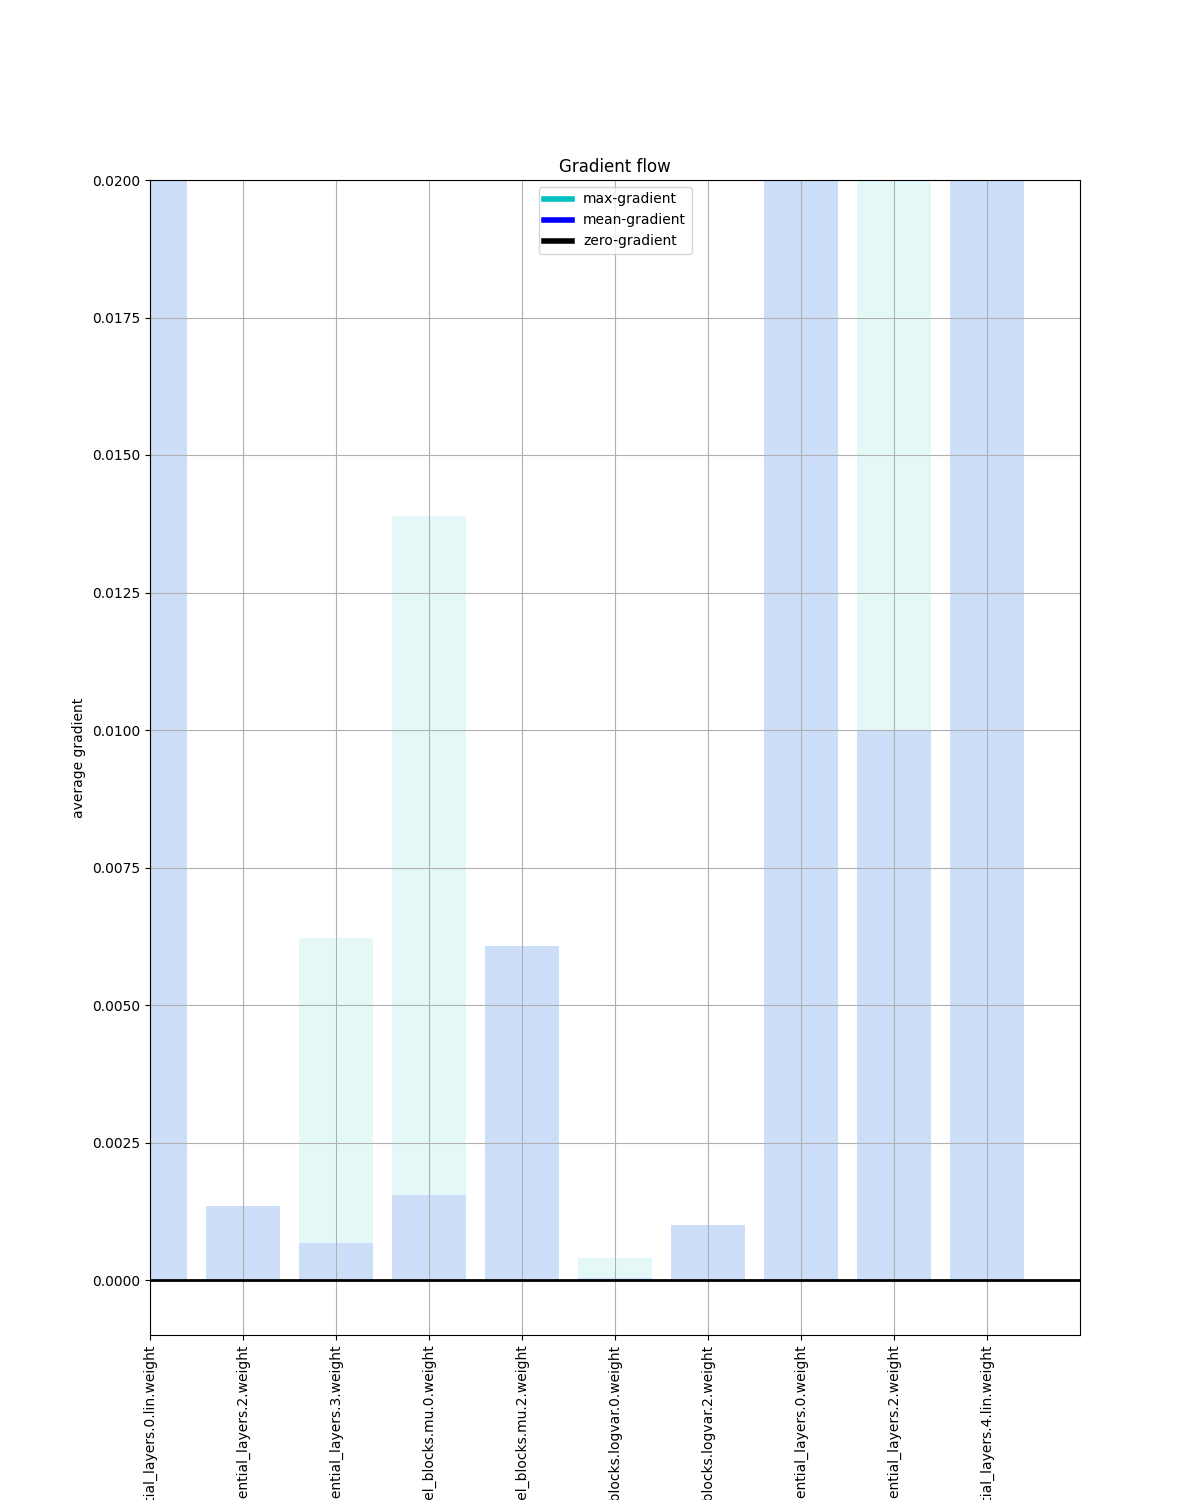 Gradient flow
max-gradient
mean-gradient
zero-gradient
0.0200
0.0175
0.0150
0.0125
0.0100
0.0075
0.0050
0.0025
0.0000
average gradient
tial_layers.0.lin.weight
ential_layers.2.weight
ential_layers.3.weight
el_blocks.mu.0.weight
el_blocks.mu.2.weight
blocks.logvar.0.weight
blocks.logvar.2.weight
ential_layers.0.weight
ential_layers.2.weight
tial_layers.4.lin.weight